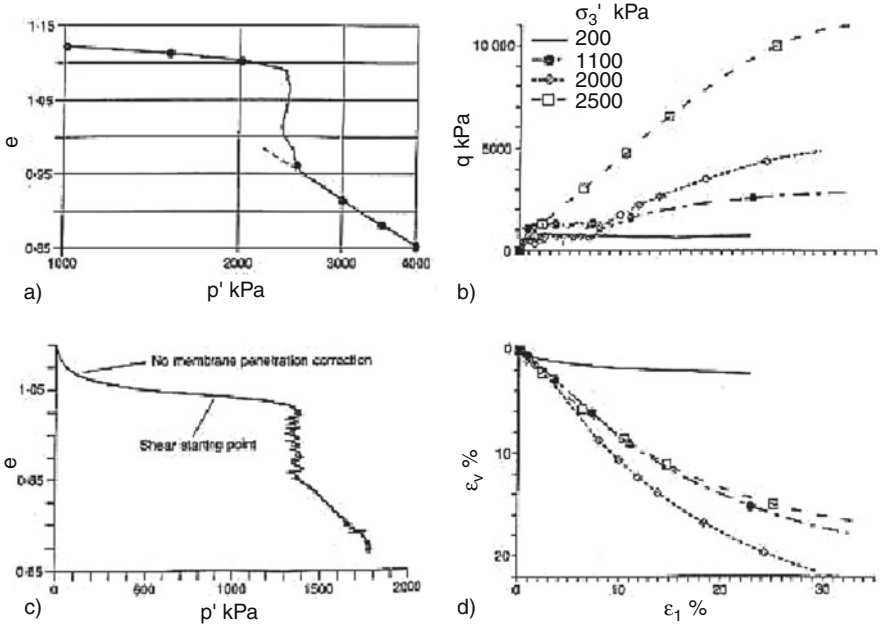 1·15
1·05
0·95
0·85
e
1000
2000
3000
4000
p' kPa
a)
σ3' kPa
200
1100
2000
2500
10 000
5000
0
q kPa
b)
No membrane penetration correction
Shear starting point
1·05
0·85
0·65
e
0
500
1000
1500
2000
p' kPa
c)
0
10
20
εv %
0
10
20
30
ε1 %
d)